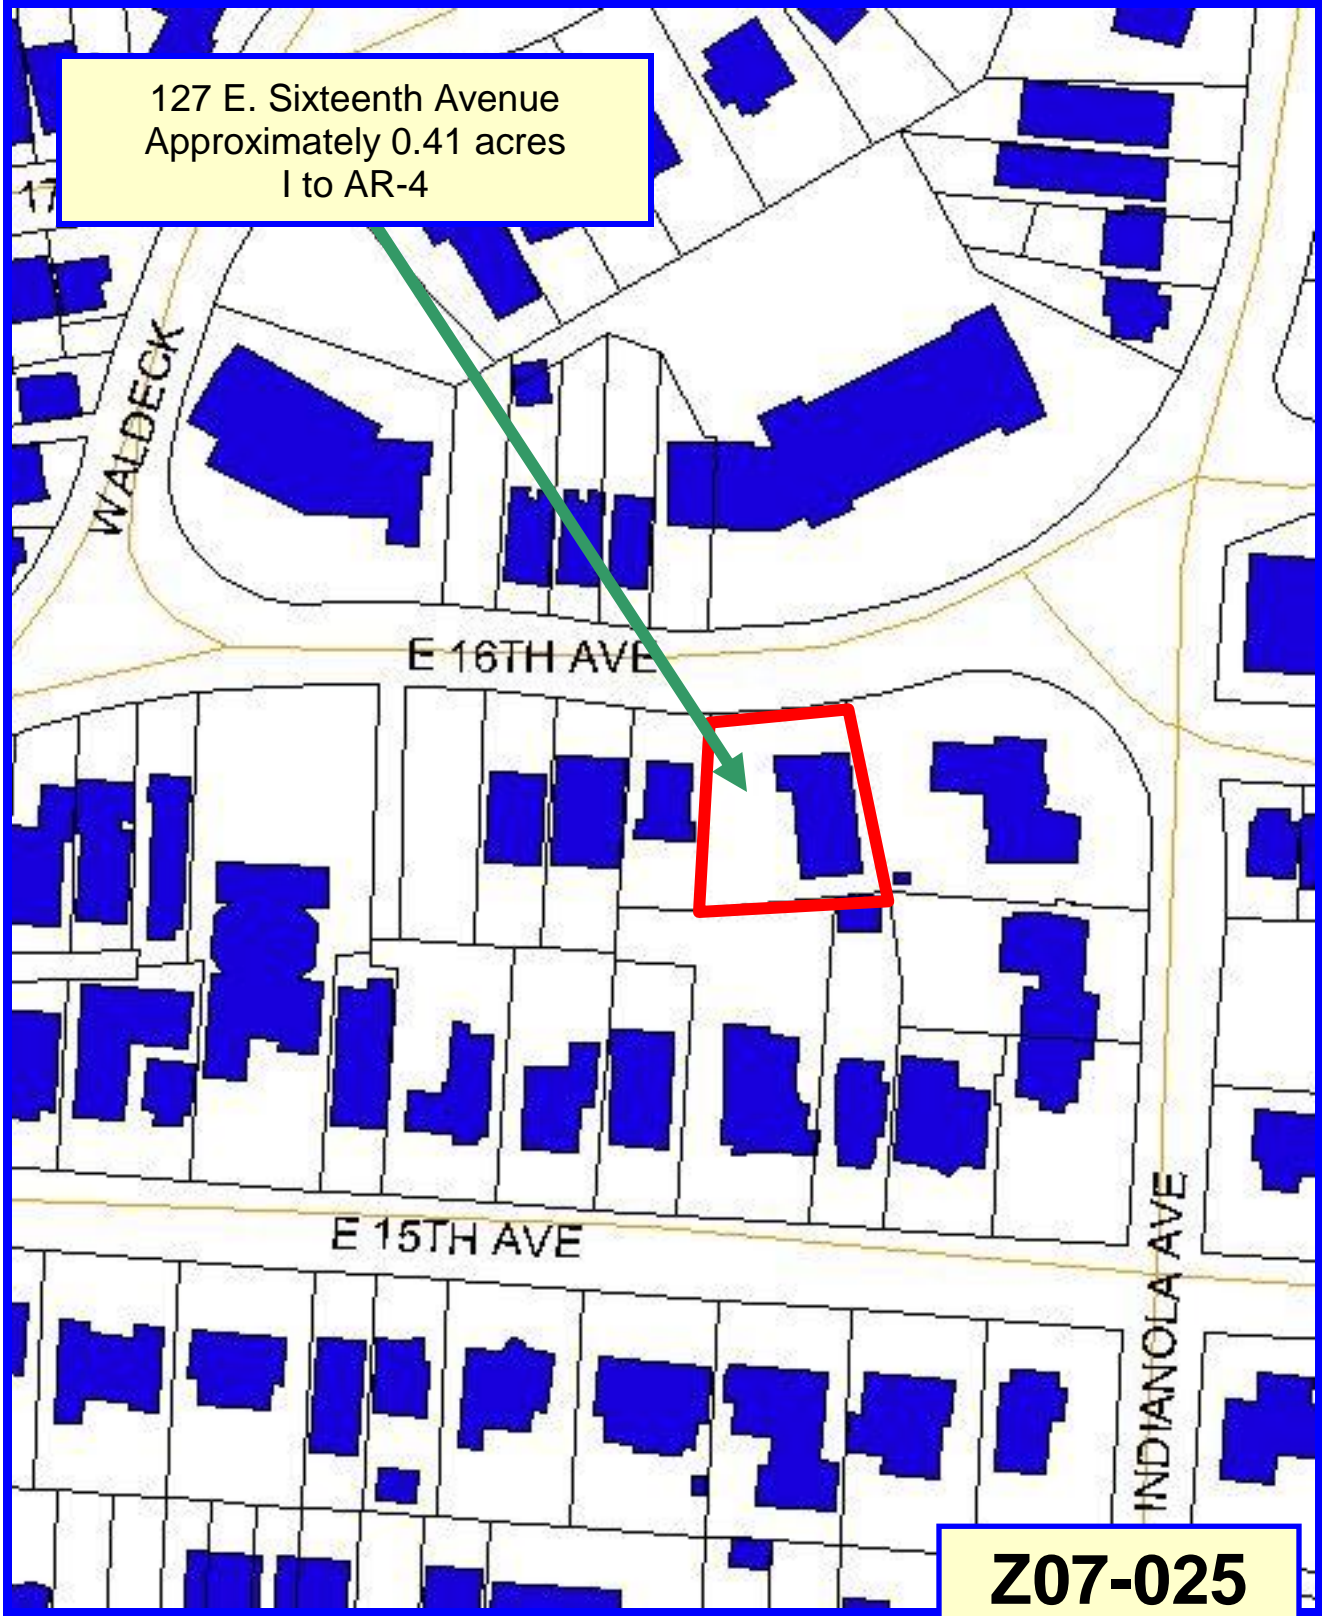 127 E. Sixteenth Avenue
Approximately 0.41 acres
I to AR-4
17
WALDECK
E 16TH AVE
E 15TH AVE
INDIANOLA AVE
Z07-025